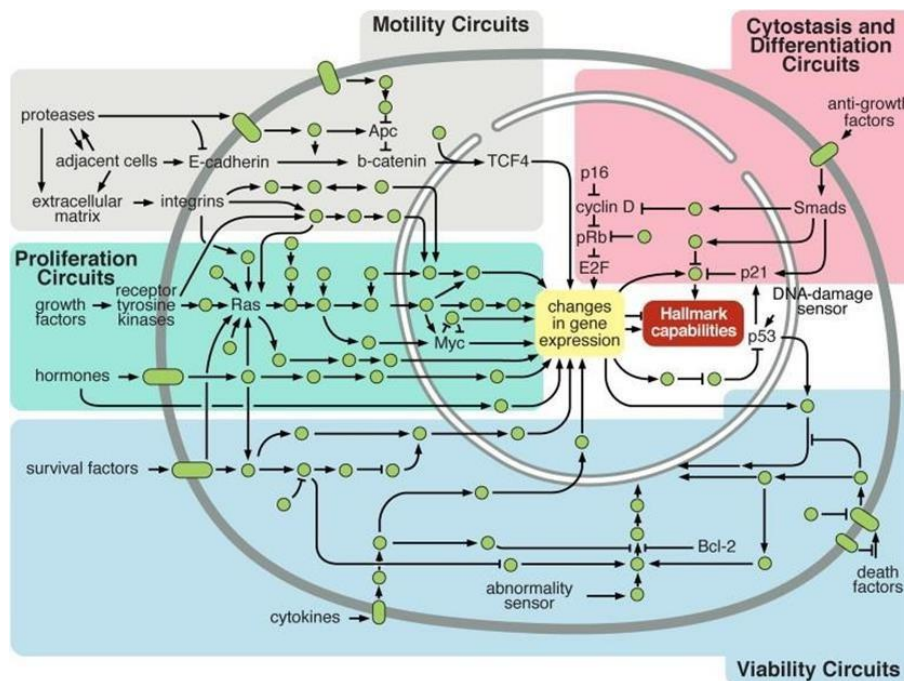 Motility Circuits
Cytostasis and
Differentiation
Circuits
proteases
adjacent cells
E-cadherin
Apc
b-catenin
TCF4
extracellular
matrix
integrins
anti-growth
factors
p16
cyclin D
pRb
E2F
Smads
p21
DNA-damage
sensor
p53
Proliferation
Circuits
growth
factors
receptor
tyrosine
kinases
Ras
Myc
hormones
changes
in gene
expression
Hallmark
capabilities
survival factors
Bcl-2
abnormality
sensor
cytokines
death
factors
Viability Circuits